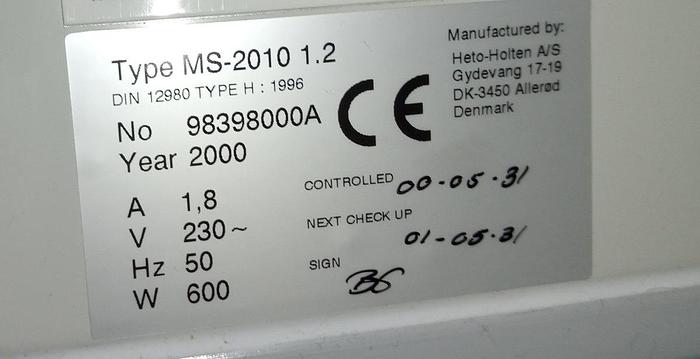 Type MS-2010 1.2
DIN 12980 TYPE H : 1996
No 98398000A
Year 2000
A 1,8
V 230~
Hz 50
W 600
CE
Manufactured by:
Heto-Holten A/S
Gydevang 17-19
DK-3450 Allerød
Denmark
CONTROLLED 00-05-31
NEXT CHECK UP
01-05-31
SIGN BS